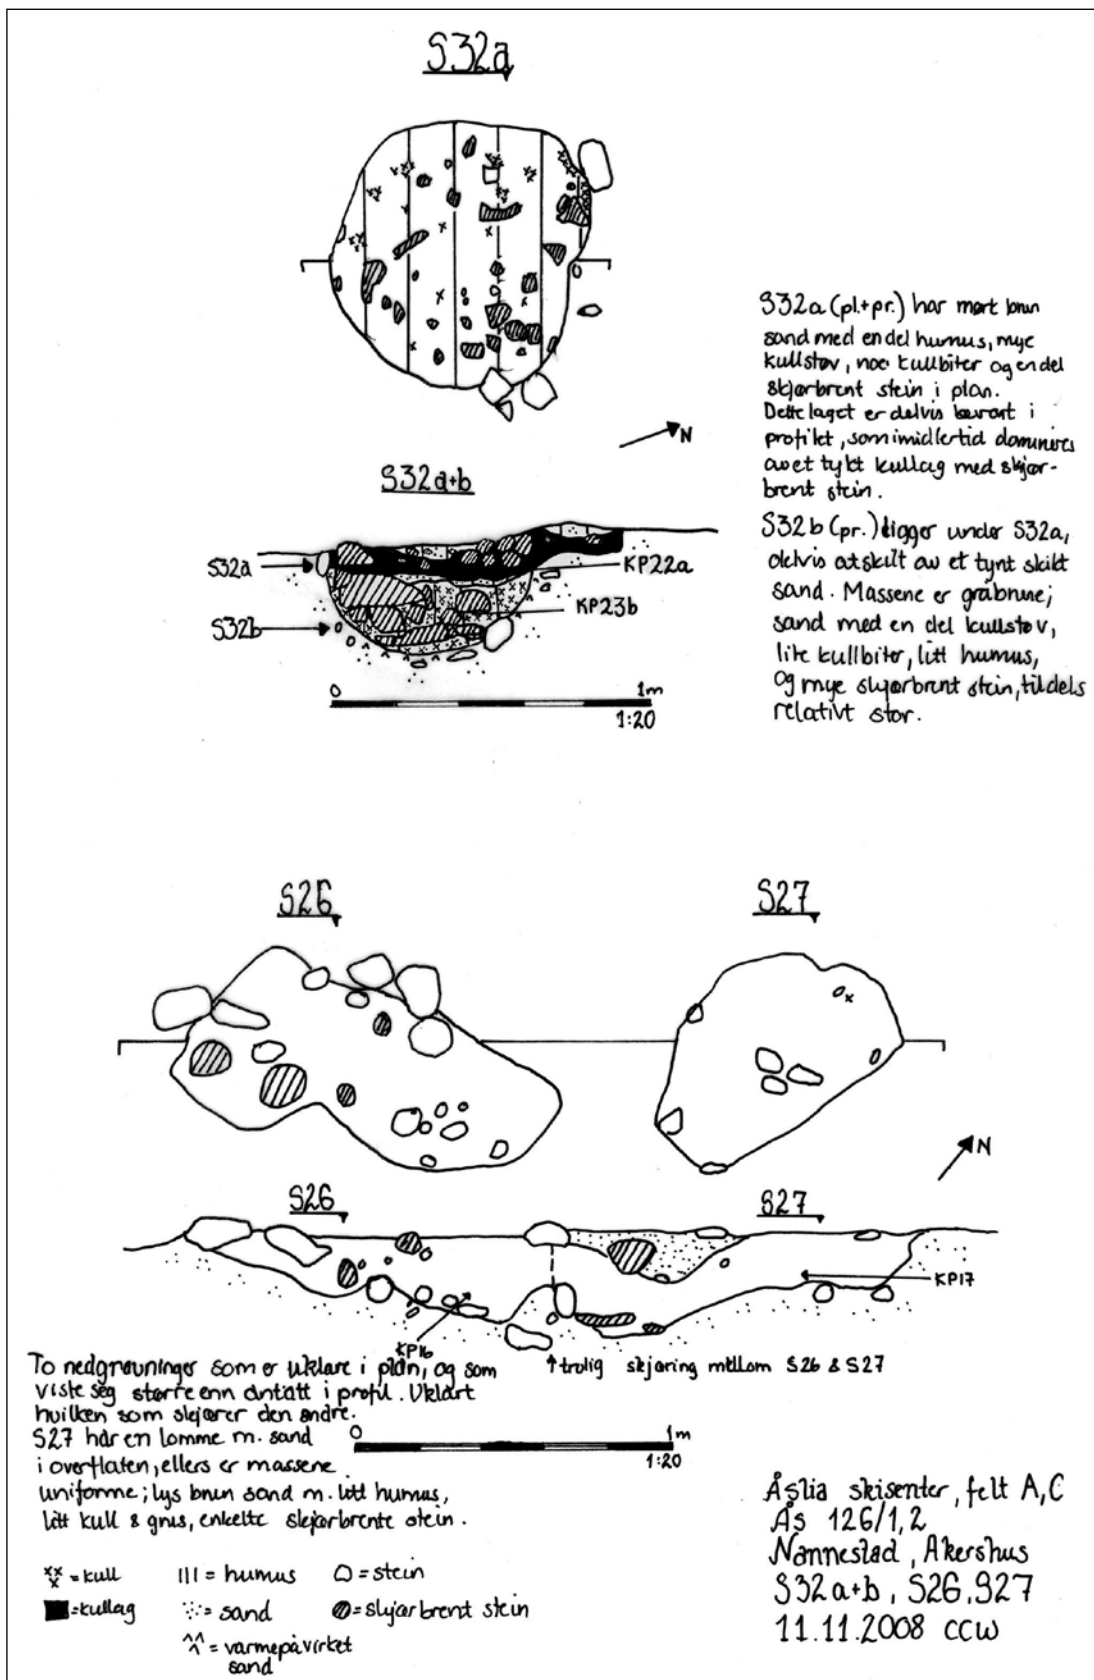 S32a
S32a (pl.+pr.) har mørt brun
sand med en del humus, mye
kullstøv, noe kullbiter og en del
skjørbrent stein i plan.
Dette laget er delvis bevart i
profilet, som imidlertid domineres
av et tykt kullag med skjør-
brent stein.
S32b (pr.) ligger under S32a,
delvis atskilt av et tynt skikt
sand. Massene er gråbrune;
sand med en del kullstøv,
lite kullbiter, litt humus,
og mye skjørbrent stein, til dels
relativt stor.
N
S32a+b
S32a
KP22a
KP23b
S32b
0 1m
1:20
S26 S27
N
S26 S27
KP17
KP16
trolig skjæring mellom S26 & S27
To nedgravninger som er uklare i plan, og som
viste seg større enn antatt i profil. Uklart
hvilken som skjærer den andre.
S27 har en lomme m. sand
i overflaten, ellers er massene
uniforme; lys brun sand m. litt humus,
litt kull & grus, enkelte skjørbrente stein.
0 1m
1:20
= kull
= humus
= stein
= kullag
= sand
= skjørbrent stein
= varmepåvirket
sand
Åslia skisenter, felt A,C
Ås 126/1,2
Nannestad, Akershus
S32a+b, S26, S27
11.11.2008 CCW